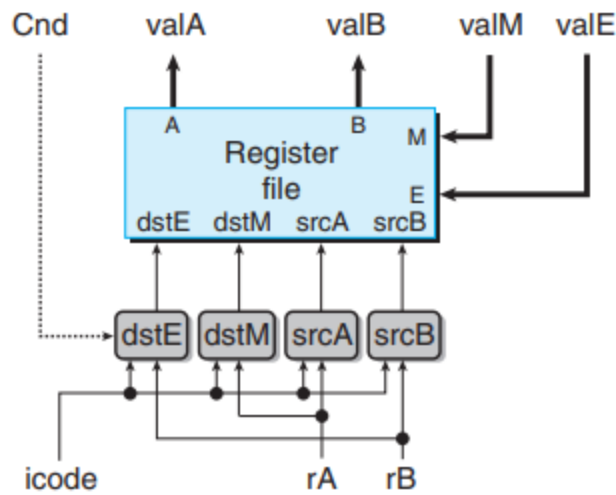 Cnd valA valB valM valE
A B
M
Register
file
E
dstE dstM srcA srcB
dstE dstM srcA srcB
icode rA rB